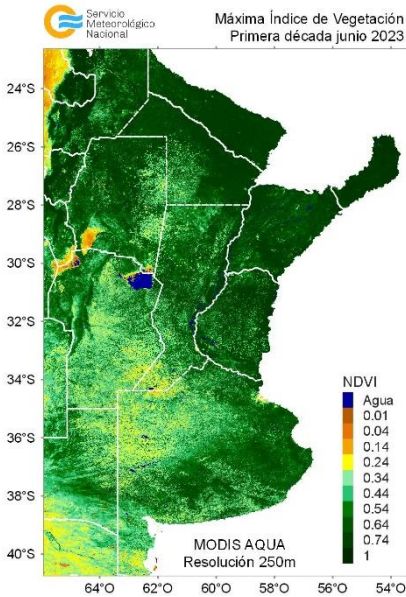 Servicio
Meteorológico
Nacional
Máxima Índice de Vegetación
Primera década junio 2023
24°S
26°S
28°S
30°S
32°S
34°S
36°S
38°S
40°S
NDVI
Agua
0.01
0.04
0.14
0.24
0.34
0.44
0.54
0.64
0.74
1
MODIS AQUA
Resolución 250m
64°O 62°O 60°O 58°O 56°O 54°O